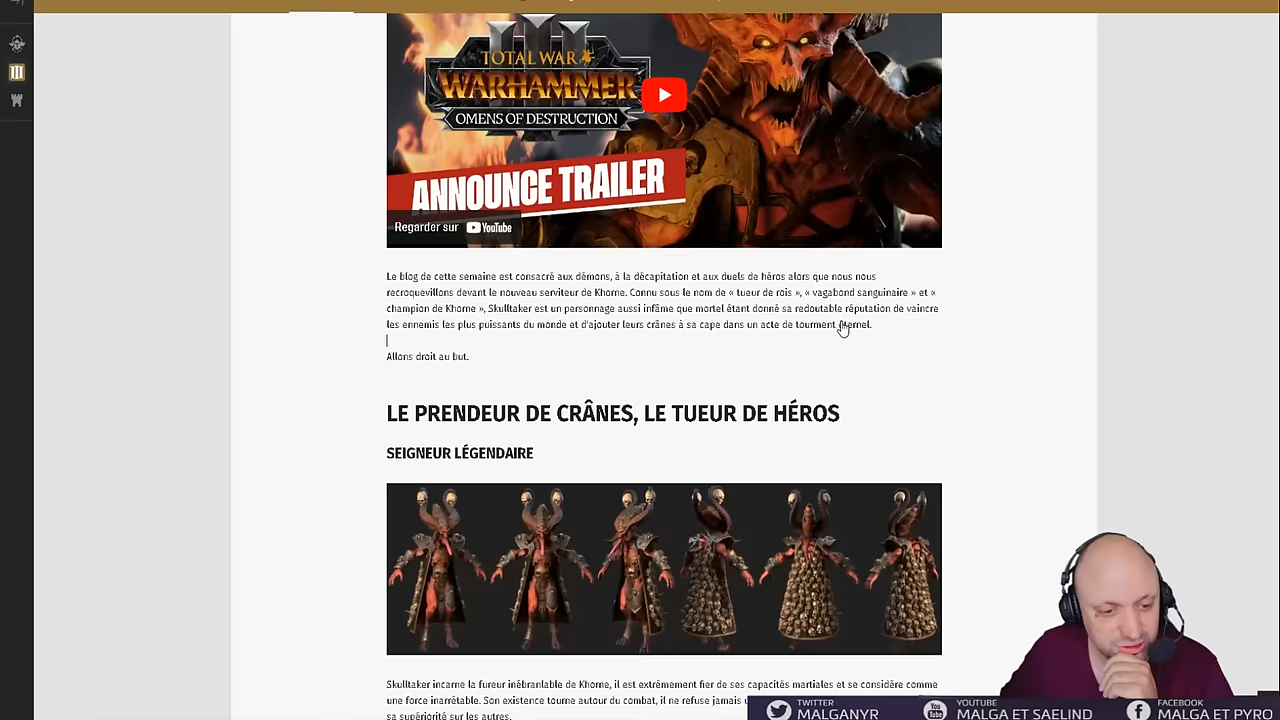 TOTAL WAR
WARHAMMER
III
OMENS OF DESTRUCTION
ANNOUNCE TRAILER
Regarder sur YouTube
Le blog de cette semaine est consacré aux démons, à la décapitation et aux duels de héros alors que nous nous
recroquevillons devant le nouveau serviteur de Khorne. Connu sous le nom de « tueur de rois », « vagabond sanguinaire » et «
champion de Khorne », Skulltaker est un personnage aussi infâme que mortel étant donné sa redoutable réputation de vaincre
les ennemis les plus puissants du monde et d'ajouter leurs crânes à sa cape dans un acte de tourment éternel.
Allons droit au but.
LE PRENDEUR DE CRÂNES, LE TUEUR DE HÉROS
SEIGNEUR LÉGENDAIRE
Skulltaker incarne la fureur inébranlable de Khorne, il est extrêmement fier de ses capacités martiales et se considère comme
une force inarrêtable. Son existence tourne autour du combat, il ne refuse jamais
sa supériorité sur les autres.
TWITTER
MALGANYR
YOUTUBE
MALGA ET SAELIND
FACEBOOK
MALGA ET PYRO